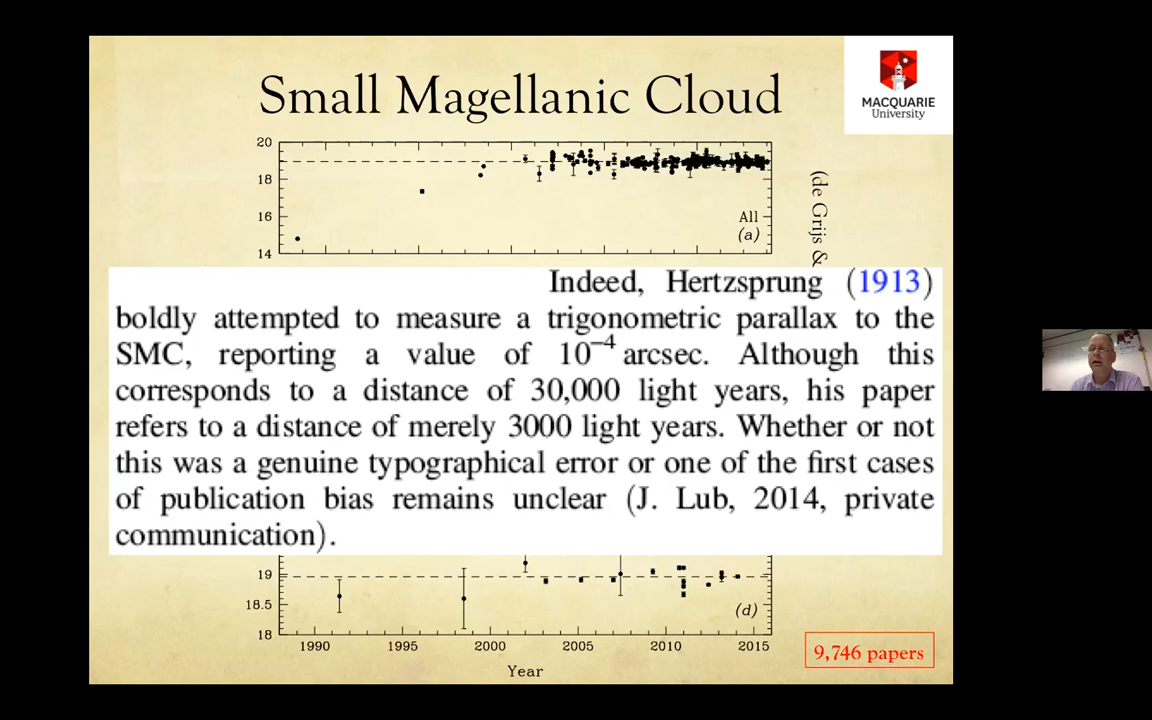 Small Magellanic Cloud
MACQUARIE
University
20
18
16
14
All
(a)
(de Grijs &
Indeed, Hertzsprung (1913)
boldly attempted to measure a trigonometric parallax to the
SMC, reporting a value of 10⁻⁴ arcsec. Although this
corresponds to a distance of 30,000 light years, his paper
refers to a distance of merely 3000 light years. Whether or not
this was a genuine typographical error or one of the first cases
of publication bias remains unclear (J. Lub, 2014, private
communication).
19
18.5
18
(d)
1990 1995 2000 2005 2010 2015
Year
9,746 papers